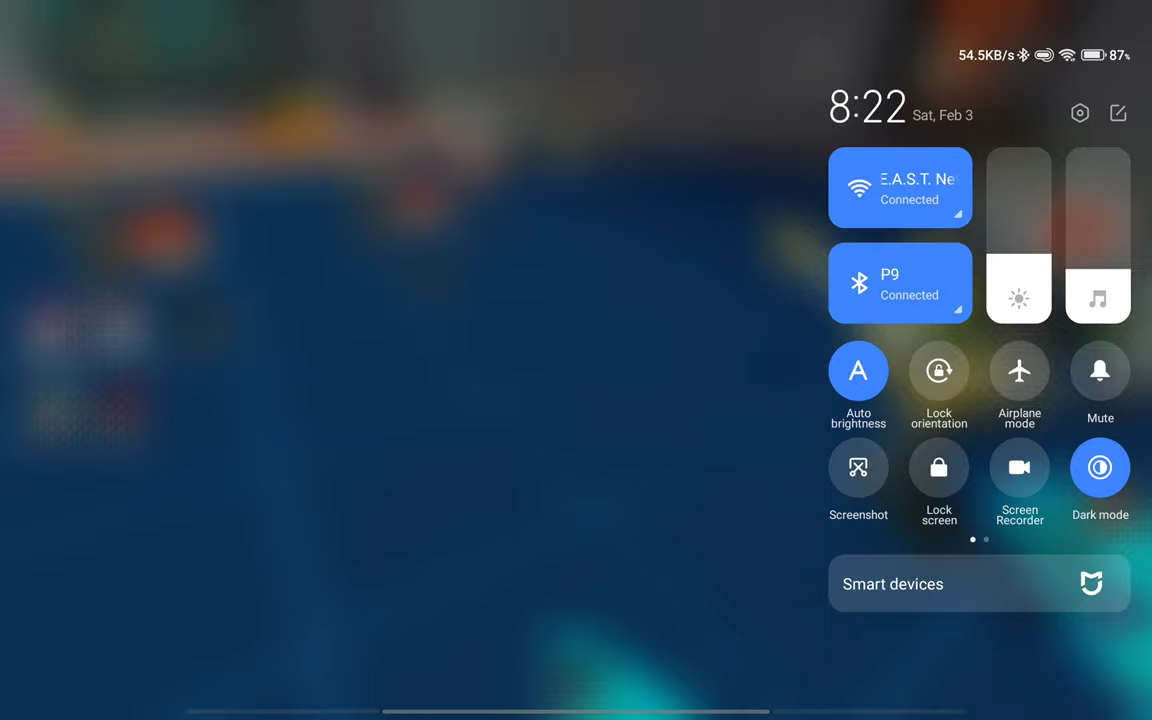 54.5KB/s 87%
8:22 Sat, Feb 3
E.A.S.T. Ne
Connected
P9
Connected
Auto
brightness
Lock
orientation
Airplane
mode
Mute
Screenshot
Lock
screen
Screen
Recorder
Dark mode
Smart devices